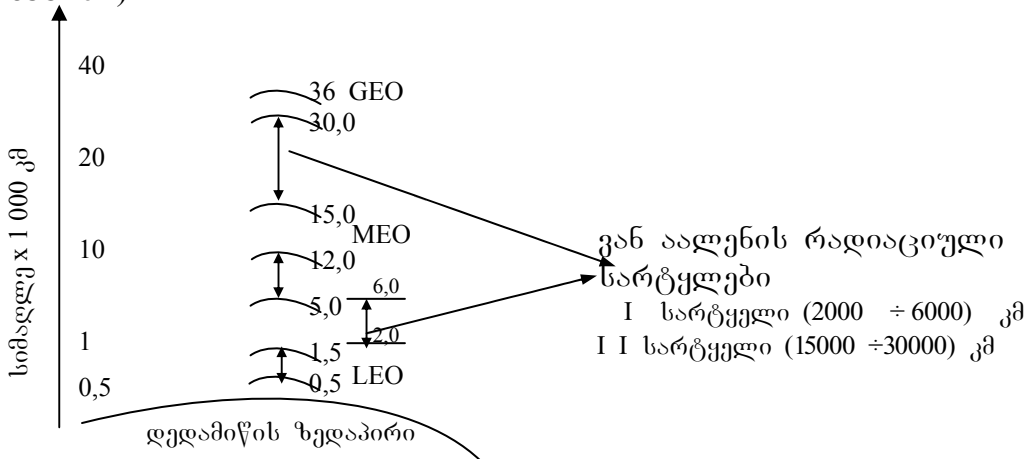 40
36 GEO
30,0
20
15,0
MEO
10
12,0
6,0
5,0
2,0
1
1,5
LEO
0,5
0,5
სიმაღლე x 1 000 კმ
დედამიწის ზედაპირი
ვან აალენის რადიაციული
სარტყლები
I სარტყელი (2000 ÷ 6000) კმ
I I სარტყელი (15000 ÷30000) კმ